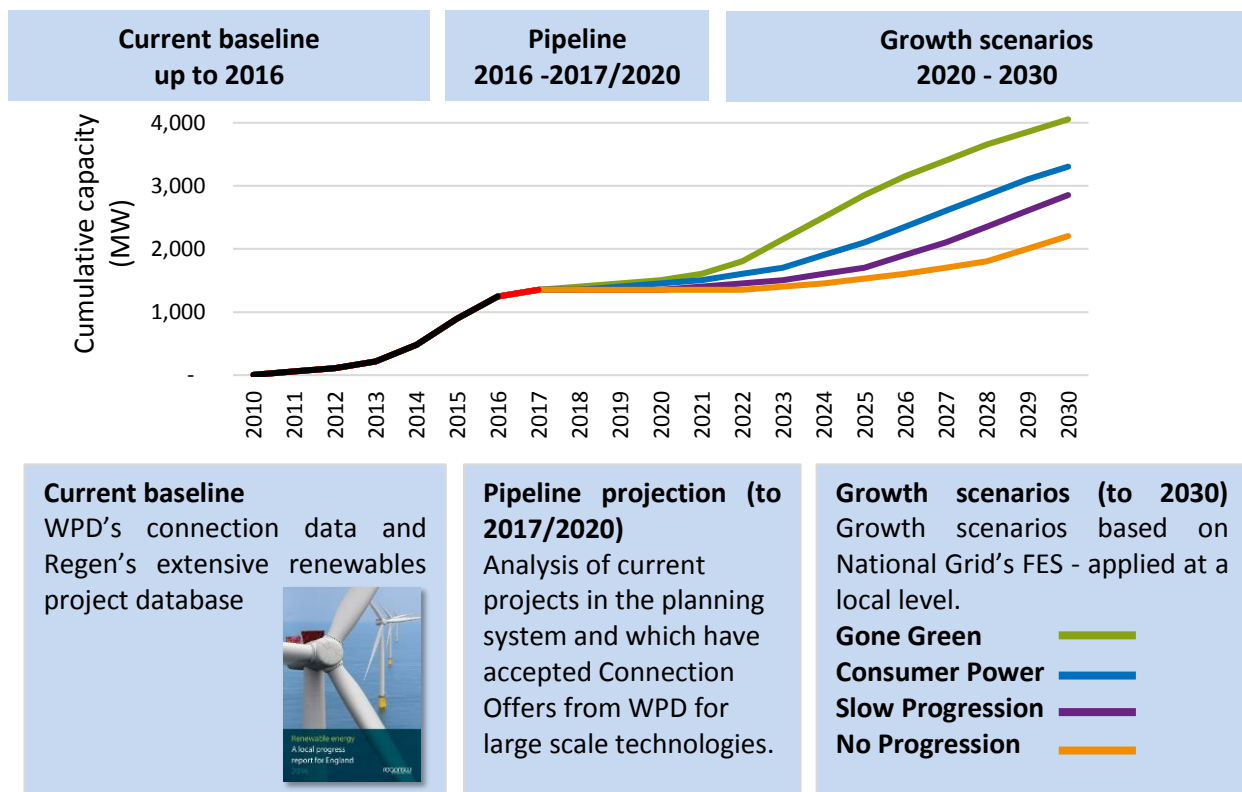 Current baseline
up to 2016
Pipeline
2016 -2017/2020
Growth scenarios
2020 - 2030
Cumulative capacity
(MW)
4,000
3,000
2,000
1,000
-
2010
2011
2012
2013
2014
2015
2016
2017
2018
2019
2020
2021
2022
2023
2024
2025
2026
2027
2028
2029
2030
Current baseline
WPD's connection data and
Regen's extensive renewables
project database
Renewable energy
A local progress
report for England
2016
regensw
Pipeline projection (to
2017/2020)
Analysis of current
projects in the planning
system and which have
accepted Connection
Offers from WPD for
large scale technologies.
Growth scenarios (to 2030)
Growth scenarios based on
National Grid's FES - applied at a
local level.
Gone Green
Consumer Power
Slow Progression
No Progression